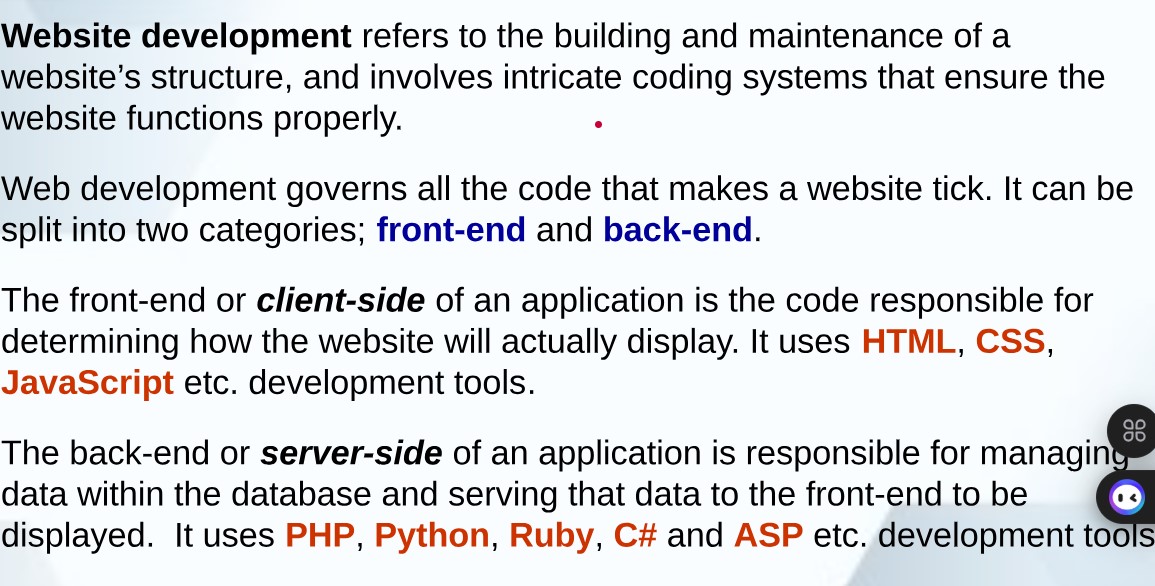 Website development refers to the building and maintenance of a
website’s structure, and involves intricate coding systems that ensure the
website functions properly.
Web development governs all the code that makes a website tick. It can be
split into two categories; front-end and back-end.
The front-end or client-side of an application is the code responsible for
determining how the website will actually display. It uses HTML, CSS,
JavaScript etc. development tools.
The back-end or server-side of an application is responsible for managing
data within the database and serving that data to the front-end to be
displayed.  It uses PHP, Python, Ruby, C# and ASP etc. development tools